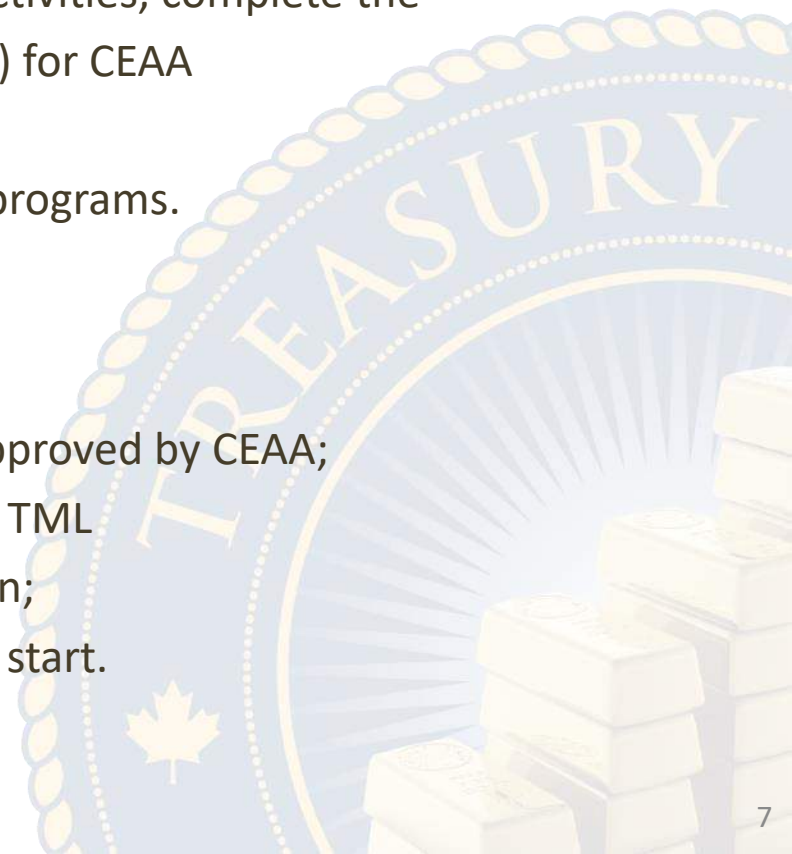 ctivities, complete the
) for CEAA
programs.
TREASURY
pproved by CEAA;
TML
n;
start.
7